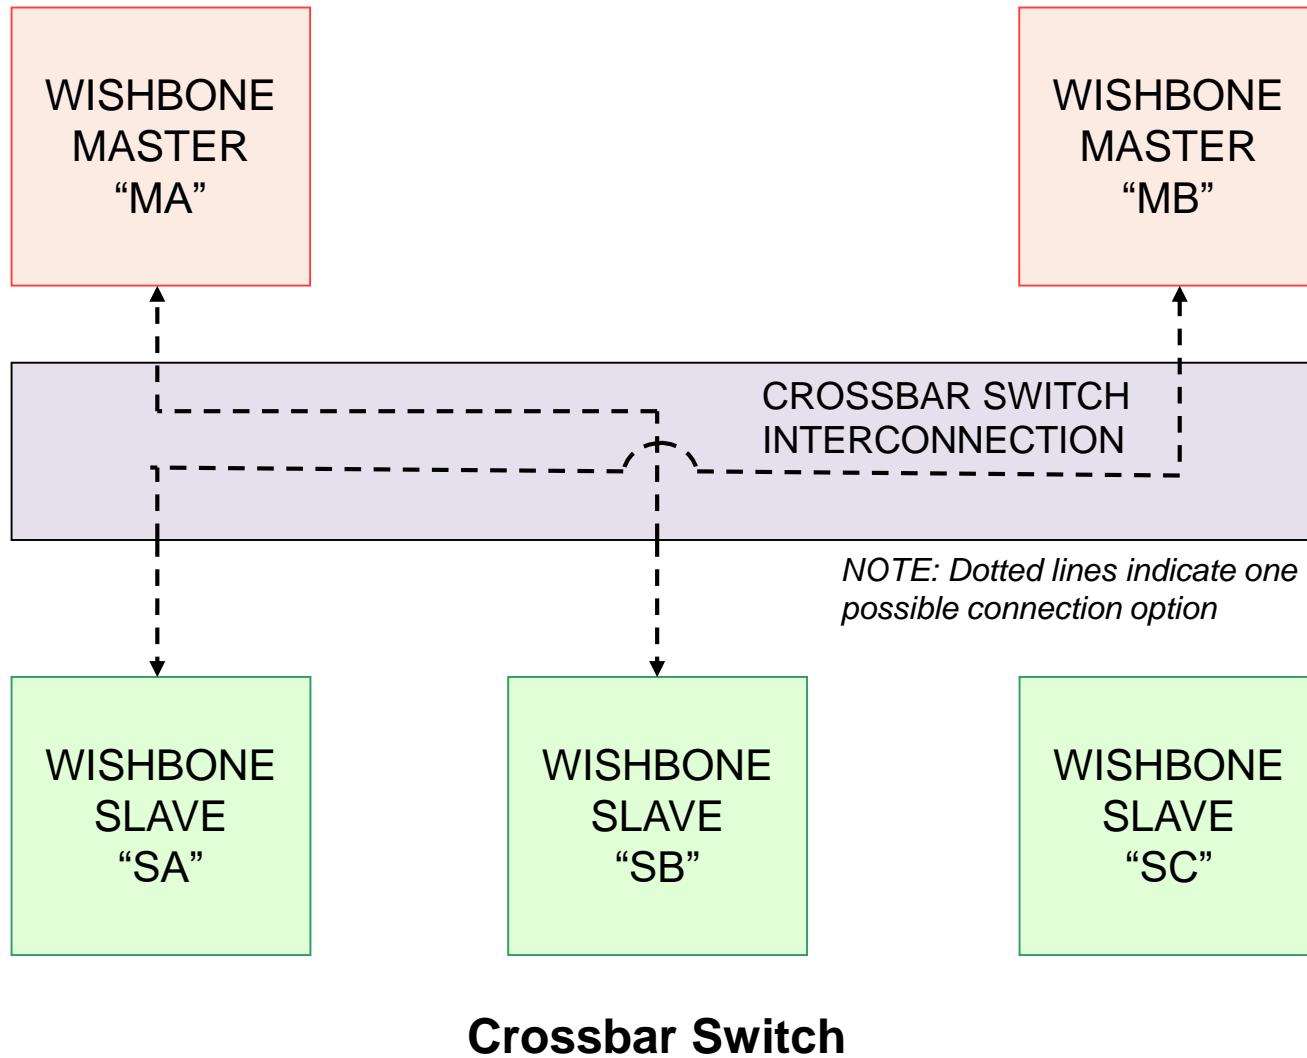 WISHBONE
MASTER
“MA”
WISHBONE
MASTER
“MB”
CROSSBAR SWITCH
INTERCONNECTION
NOTE: Dotted lines indicate one
possible connection option
WISHBONE
SLAVE
“SA”
WISHBONE
SLAVE
“SB”
WISHBONE
SLAVE
“SC”
Crossbar Switch